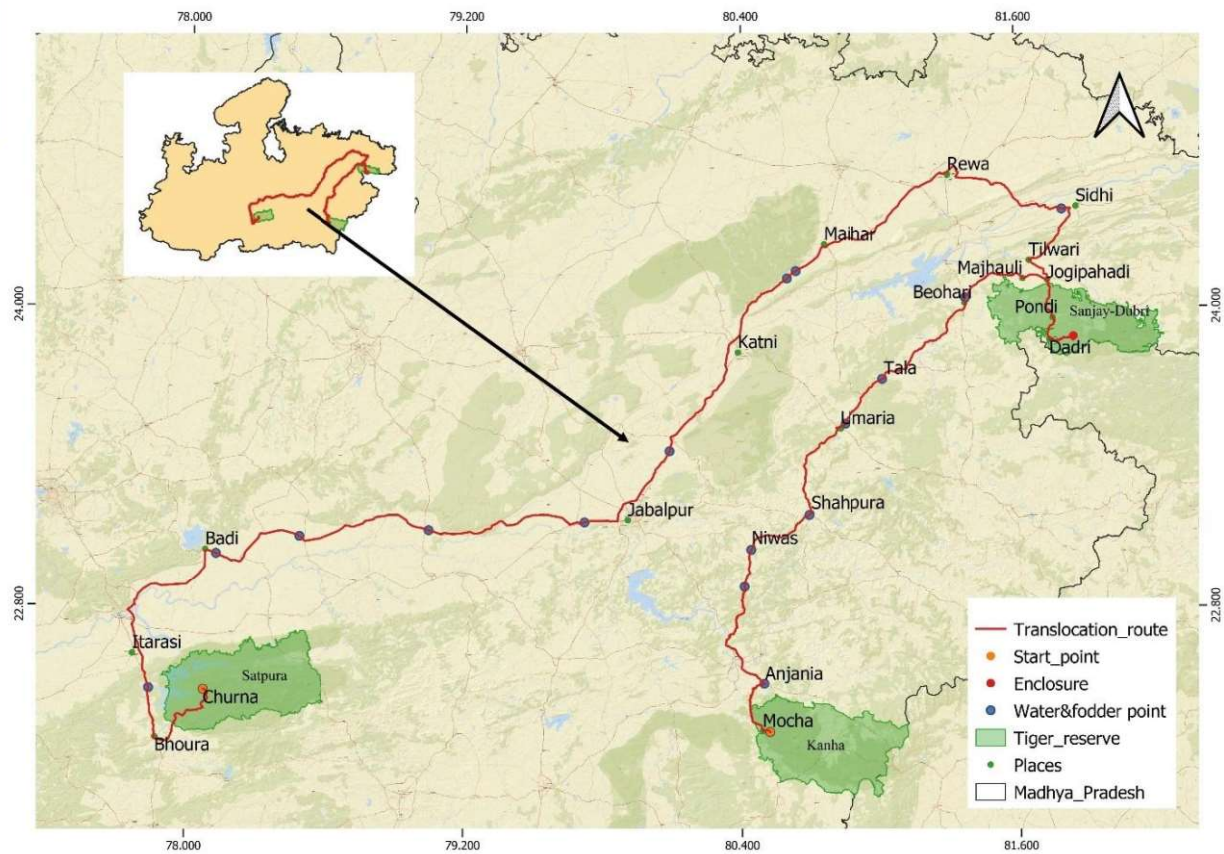 78.000
79.200
80.400
81.600
Rewa
Sidhi
Maihar
Tilwari
Majhauli
Jogipahadi
Beohari
24.000
24.000
Pondi
Sanjay-Dubri
Katni
Dadri
Tala
Umaria
Jabalpur
Shahpura
Badi
Niwas
22.800
22.800
Itarasi
Satpura
Churna
Anjania
Bhoura
Mocha
Kanha
Translocation_route
Start_point
Enclosure
Water&fodder point
Tiger_reserve
Places
Madhya_Pradesh
78.000
79.200
80.400
81.600